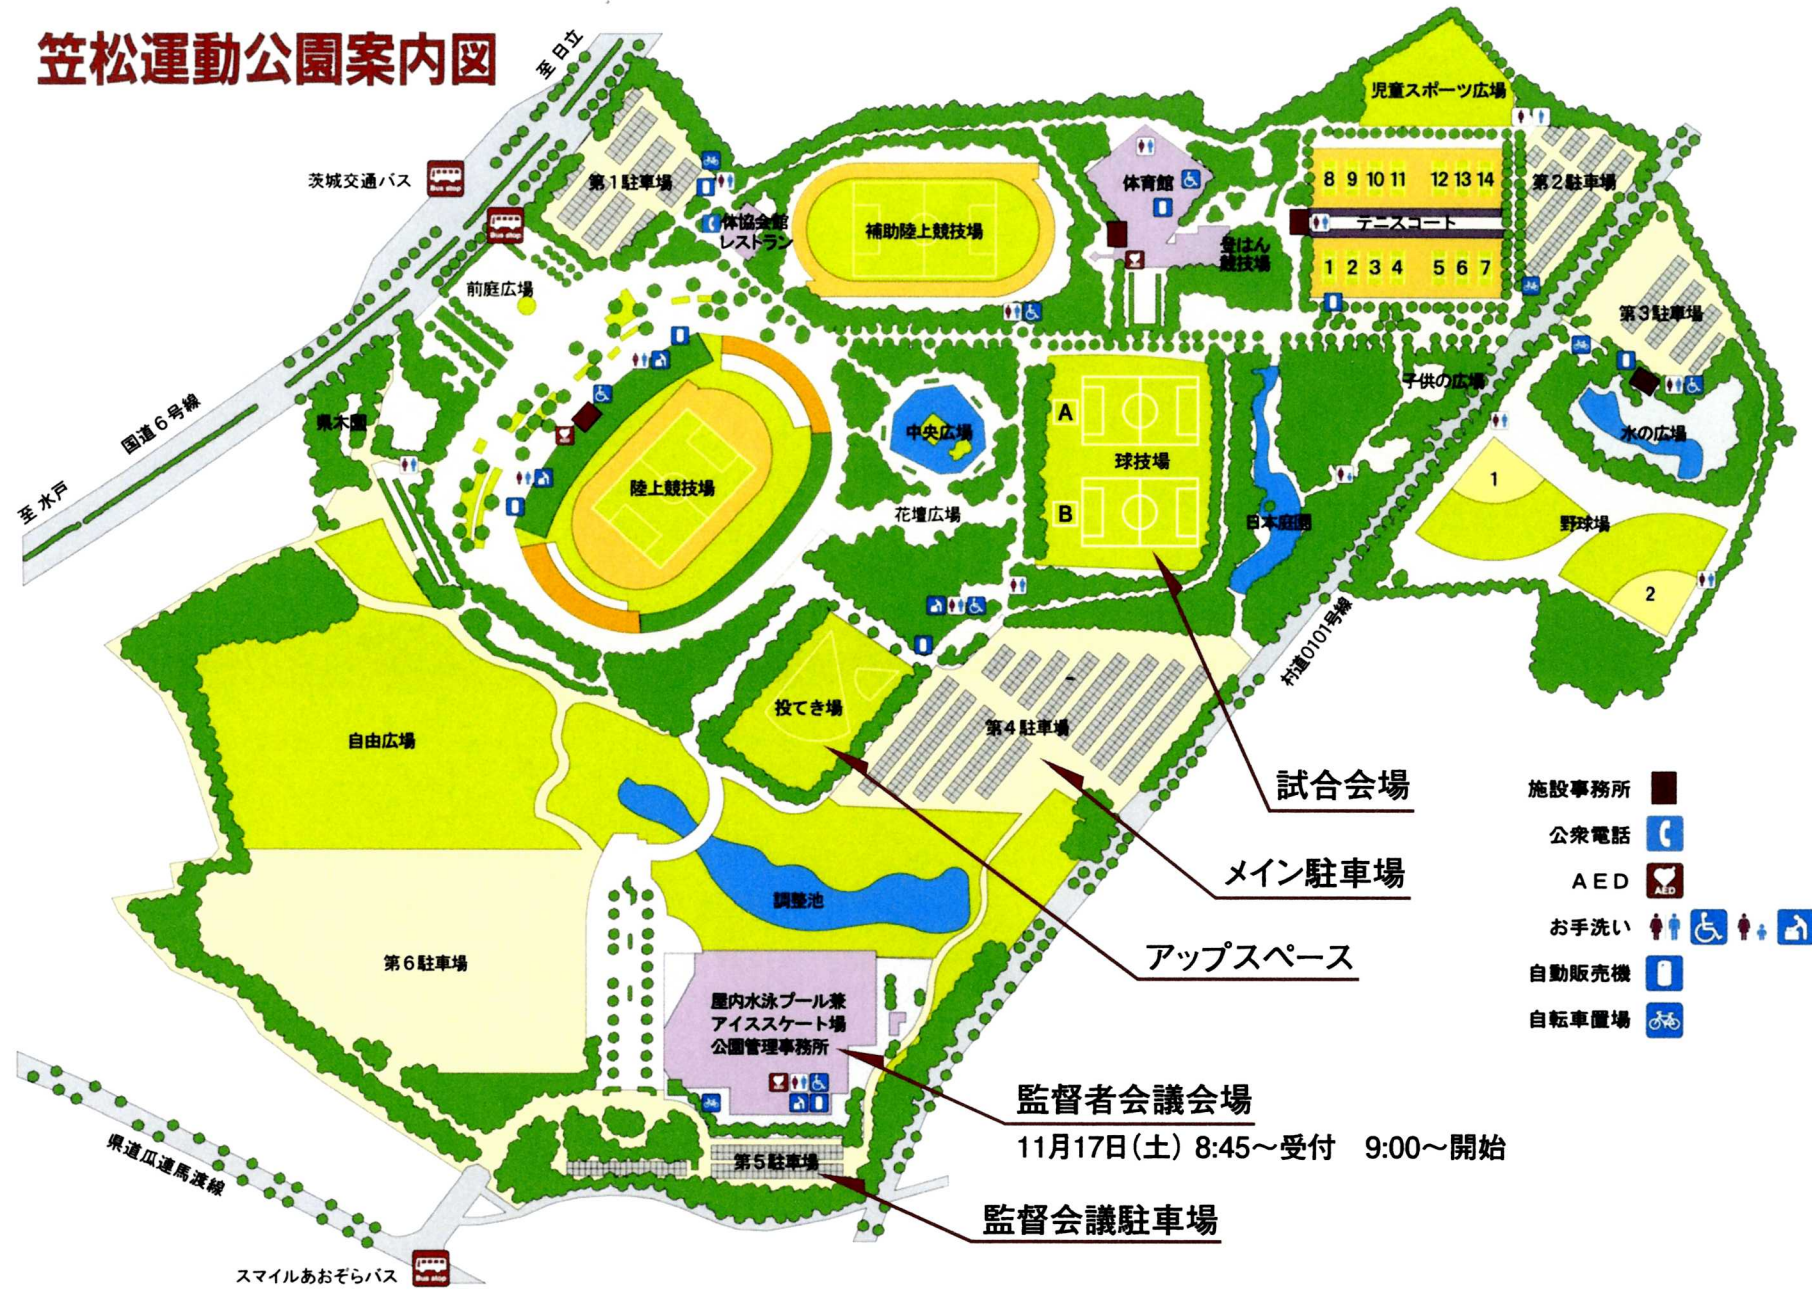 笠松運動公園案内図
至日立
茨城交通バス
Bus stop
Bus stop
第1駐車場
体協会館
レストラン
前庭広場
補助陸上競技場
体育館
登はん
競技場
児童スポーツ広場
8 9 10 11 12 13 14
テニスコート
1 2 3 4 5 6 7
第2駐車場
第3駐車場
国道6号線
至水戸
県木園
陸上競技場
中央広場
花壇広場
A
球技場
B
日本庭園
子供の広場
水の広場
1
野球場
2
村道0101号線
自由広場
投てき場
第4駐車場
調整池
第6駐車場
屋内水泳プール兼
アイススケート場
公園管理事務所
第5駐車場
県道瓜連馬渡線
スマイルあおぞらバス
Bus stop
試合会場
メイン駐車場
アップスペース
監督者会議会場
11月17日(土) 8:45～受付 9:00～開始
監督会議駐車場
施設事務所
公衆電話
AED
AED
お手洗い
自動販売機
自転車置場